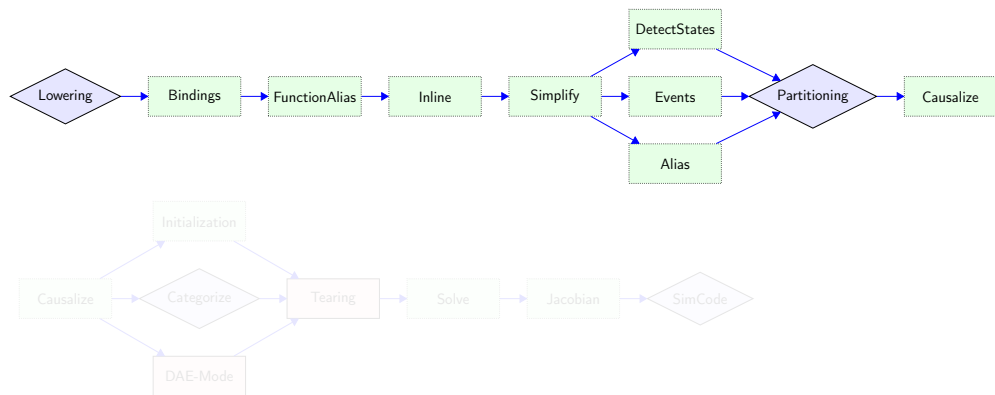 DetectStates
Lowering
Bindings
FunctionAlias
Inline
Simplify
Events
Partitioning
Causalize
Alias
Initialization
Causalize
Categorize
Tearing
Solve
Jacobian
SimCode
DAE-Mode